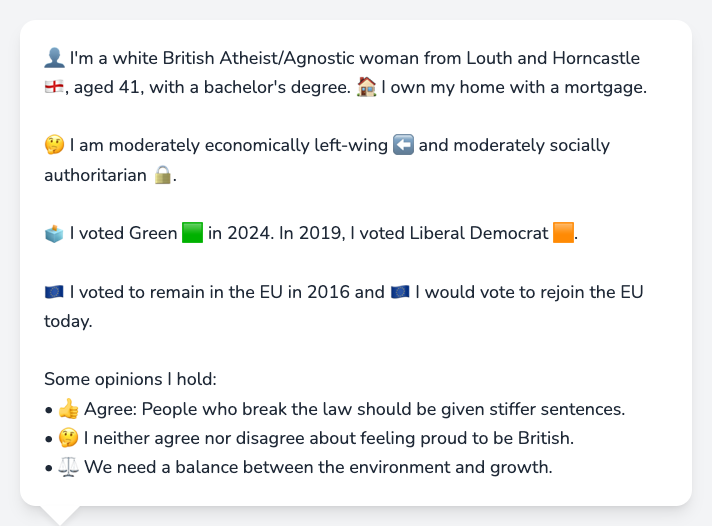 👤 I'm a white British Atheist/Agnostic woman from Louth and Horncastle
🏴󠁧󠁢󠁥󠁮󠁧󠁿, aged 41, with a bachelor's degree. 🏠 I own my home with a mortgage.
🤔 I am moderately economically left-wing ⬅️ and moderately socially
authoritarian 🔒.
🗳️ I voted Green 🟩 in 2024. In 2019, I voted Liberal Democrat 🟧.
🇪🇺 I voted to remain in the EU in 2016 and 🇪🇺 I would vote to rejoin the EU
today.
Some opinions I hold:
• 👍 Agree: People who break the law should be given stiffer sentences.
• 🤔 I neither agree nor disagree about feeling proud to be British.
• ⚖️ We need a balance between the environment and growth.